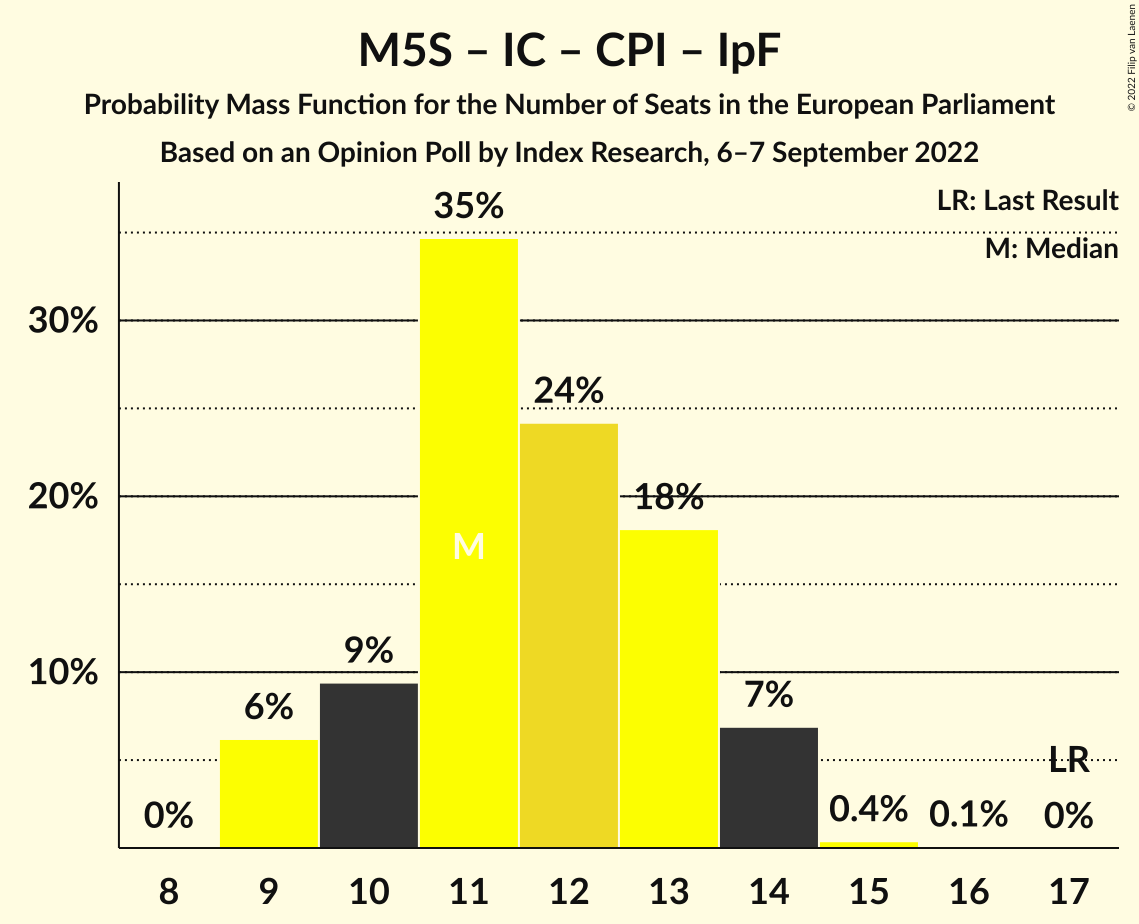 M5S – IC – CPI – IpF
Probability Mass Function for the Number of Seats in the European Parliament
Based on an Opinion Poll by Index Research, 6–7 September 2022
© 2022 Filip van Laenen
LR: Last Result
M: Median
35%
30%
24%
20%
18%
M
10%
9%
6%
7%
LR
0%
0.4%
0.1%
0%
8 9 10 11 12 13 14 15 16 17